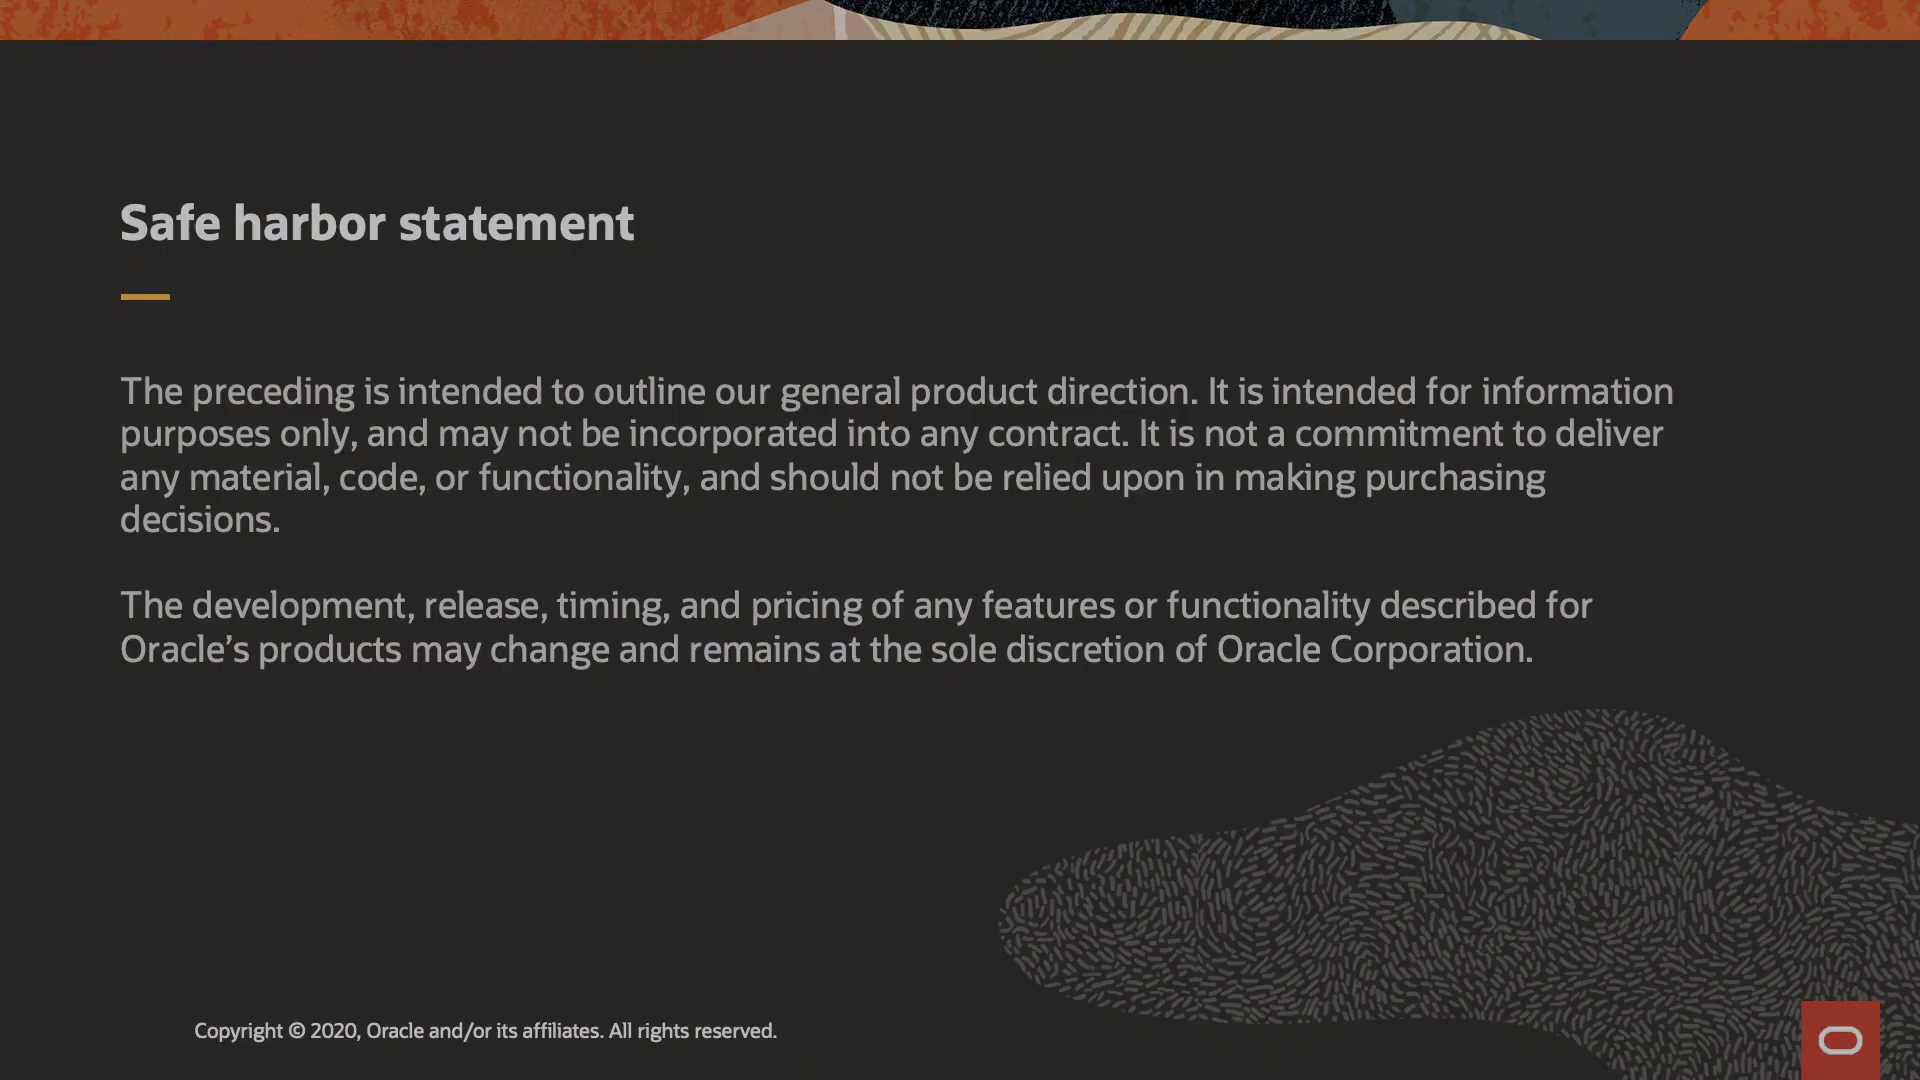 Safe harbor statement
The preceding is intended to outline our general product direction. It is intended for information
purposes only, and may not be incorporated into any contract. It is not a commitment to deliver
any material, code, or functionality, and should not be relied upon in making purchasing
decisions.
The development, release, timing, and pricing of any features or functionality described for
Oracle’s products may change and remains at the sole discretion of Oracle Corporation.
Copyright © 2020, Oracle and/or its affiliates. All rights reserved.